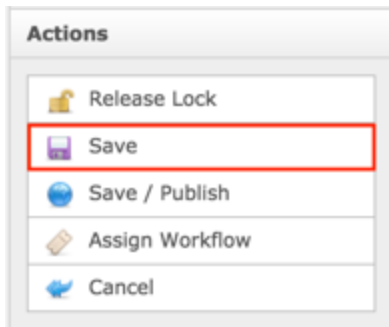 Actions
Release Lock
Save
Save / Publish
Assign Workflow
Cancel